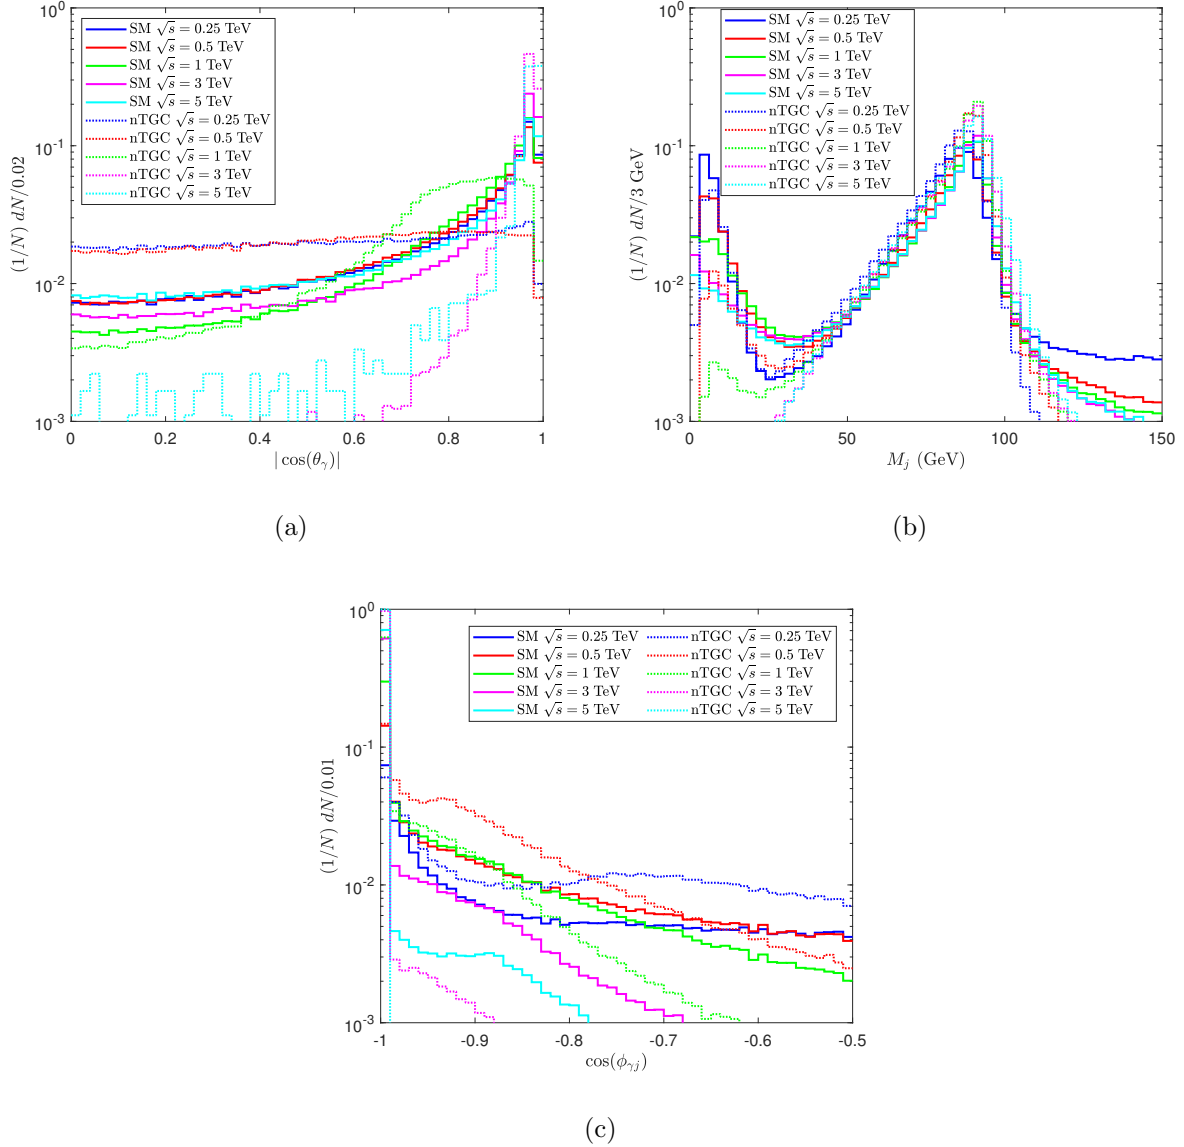 10^0
10^-1
10^-2
10^-3
(1/N) dN/0.02
SM √s = 0.25 TeV
SM √s = 0.5 TeV
SM √s = 1 TeV
SM √s = 3 TeV
SM √s = 5 TeV
nTGC √s = 0.25 TeV
nTGC √s = 0.5 TeV
nTGC √s = 1 TeV
nTGC √s = 3 TeV
nTGC √s = 5 TeV
0 0.2 0.4 0.6 0.8 1
| cos(θ_γ)|
(a)
10^0
10^-1
10^-2
10^-3
(1/N) dN/3 GeV
SM √s = 0.25 TeV
SM √s = 0.5 TeV
SM √s = 1 TeV
SM √s = 3 TeV
SM √s = 5 TeV
nTGC √s = 0.25 TeV
nTGC √s = 0.5 TeV
nTGC √s = 1 TeV
nTGC √s = 3 TeV
nTGC √s = 5 TeV
0 50 100 150
M_j (GeV)
(b)
10^0
10^-1
10^-2
10^-3
(1/N) dN/0.01
SM √s = 0.25 TeV nTGC √s = 0.25 TeV
SM √s = 0.5 TeV nTGC √s = 0.5 TeV
SM √s = 1 TeV nTGC √s = 1 TeV
SM √s = 3 TeV nTGC √s = 3 TeV
SM √s = 5 TeV nTGC √s = 5 TeV
-1 -0.9 -0.8 -0.7 -0.6 -0.5
cos(ϕ_γj)
(c)